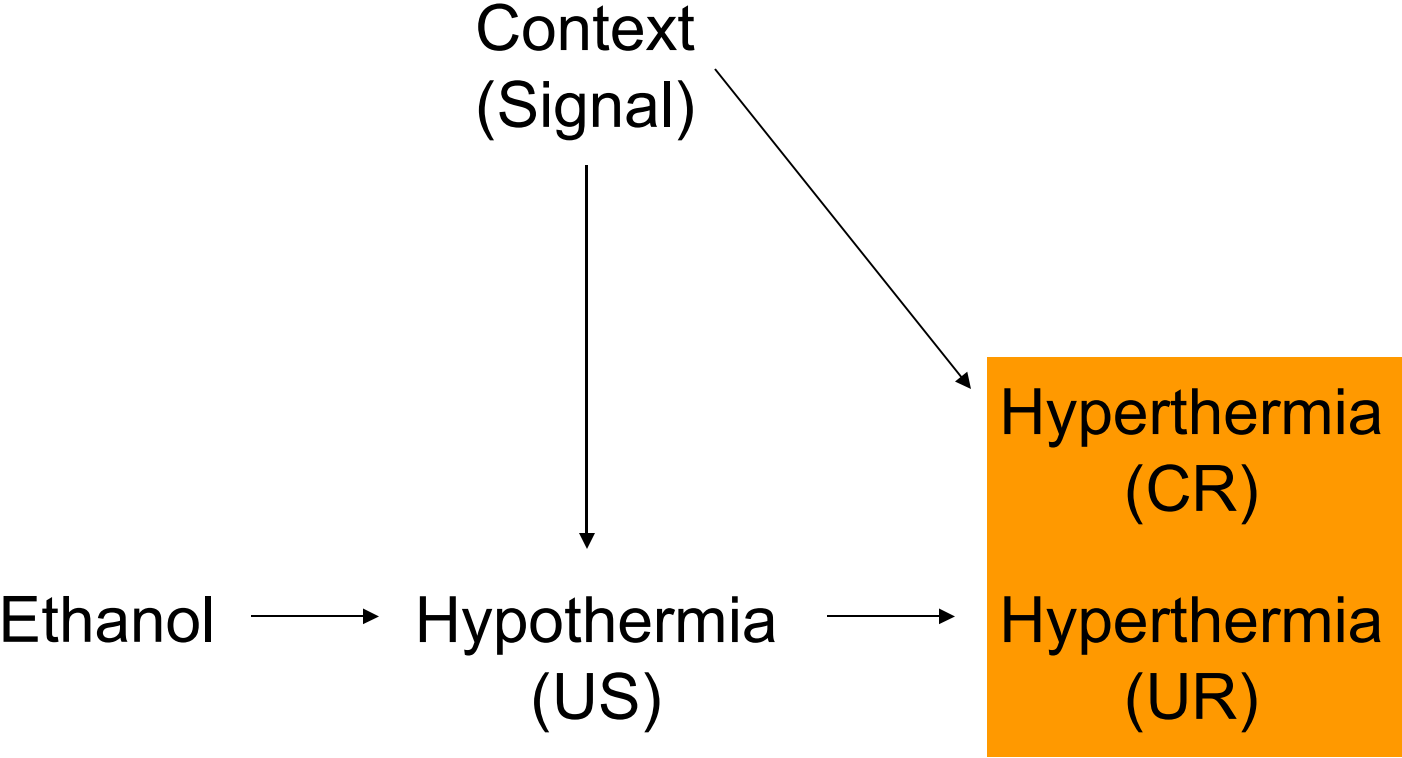 Context
(Signal)
Hyperthermia
(CR)
Ethanol
Hypothermia
(US)
Hyperthermia
(UR)